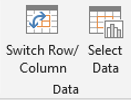 Switch Row/
Column
Select
Data
Data